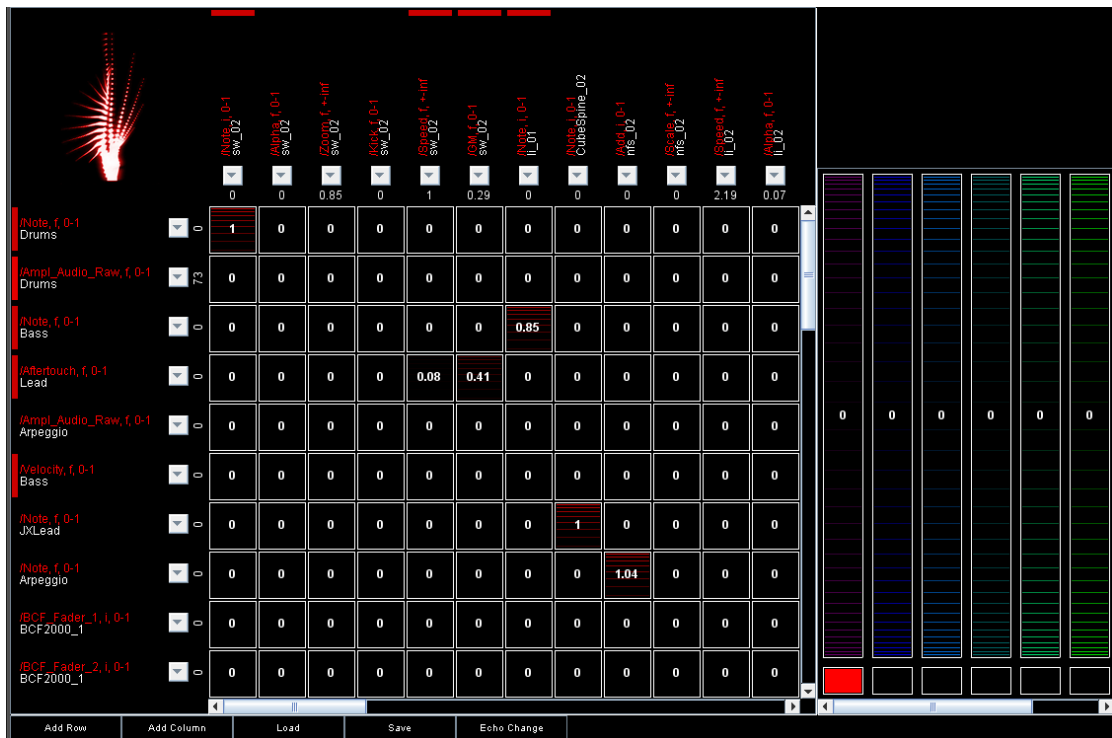 /Note, i, 0-1
sw_02
/Alpha, f, 0-1
sw_02
/Zoom, f, +-inf
sw_02
/Kick, f, 0-1
sw_02
/Speed, f, +-inf
sw_02
/GM, f, 0-1
sw_02
/Note, i, 0-1
li_01
/Note, i, 0-1
CubeSpine_02
/Add, i, 0-1
nfs_02
/Scale, f, +-inf
nfs_02
/Speed, f, +-inf
li_02
/Alpha, f, 0-1
li_02
0 0 0.85 0 1 0.29 0 0 0 0 2.19 0.07
/Note, f, 0-1
Drums
0
1 0 0 0 0 0 0 0 0 0 0 0
/Ampl_Audio_Raw, f, 0-1
Drums
73
0 0 0 0 0 0 0 0 0 0 0 0
/Note, f, 0-1
Bass
0
0 0 0 0 0 0 0.85 0 0 0 0 0
/Aftertouch, f, 0-1
Lead
0
0 0 0 0 0.08 0.41 0 0 0 0 0 0
/Ampl_Audio_Raw, f, 0-1
Arpeggio
0
0 0 0 0 0 0 0 0 0 0 0 0
/Velocity, f, 0-1
Bass
0
0 0 0 0 0 0 0 0 0 0 0 0
/Note, f, 0-1
JXLead
0
0 0 0 0 0 0 0 1 0 0 0 0
/Note, f, 0-1
Arpeggio
0
0 0 0 0 0 0 0 0 1.04 0 0 0
/BCF_Fader_1, i, 0-1
BCF2000_1
0
0 0 0 0 0 0 0 0 0 0 0 0
/BCF_Fader_2, i, 0-1
BCF2000_1
0
0 0 0 0 0 0 0 0 0 0 0 0
0 0 0 0 0 0
Add Row
Add Column
Load
Save
Echo Change